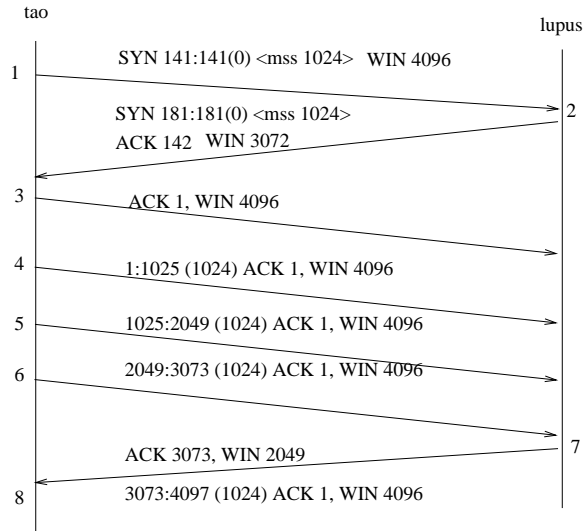 tao
lupus
1
SYN 141:141(0) <mss 1024> WIN 4096
2
SYN 181:181(0) <mss 1024>
ACK 142 WIN 3072
3
ACK 1, WIN 4096
4
1:1025 (1024) ACK 1, WIN 4096
5
1025:2049 (1024) ACK 1, WIN 4096
6
2049:3073 (1024) ACK 1, WIN 4096
7
ACK 3073, WIN 2049
8
3073:4097 (1024) ACK 1, WIN 4096